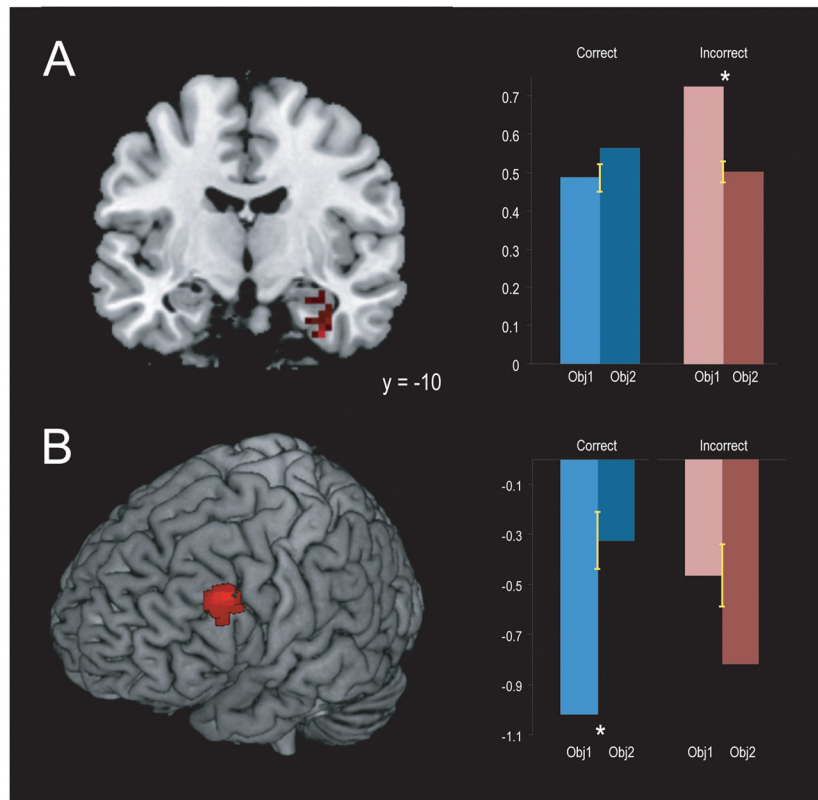 A
y = -10
Correct
Incorrect
*
0.7
0.6
0.5
0.4
0.3
0.2
0.1
0
Obj1 Obj2 Obj1 Obj2
B
Correct
Incorrect
-0.1
-0.3
-0.5
-0.7
-0.9
-1.1
*
Obj1 Obj2 Obj1 Obj2